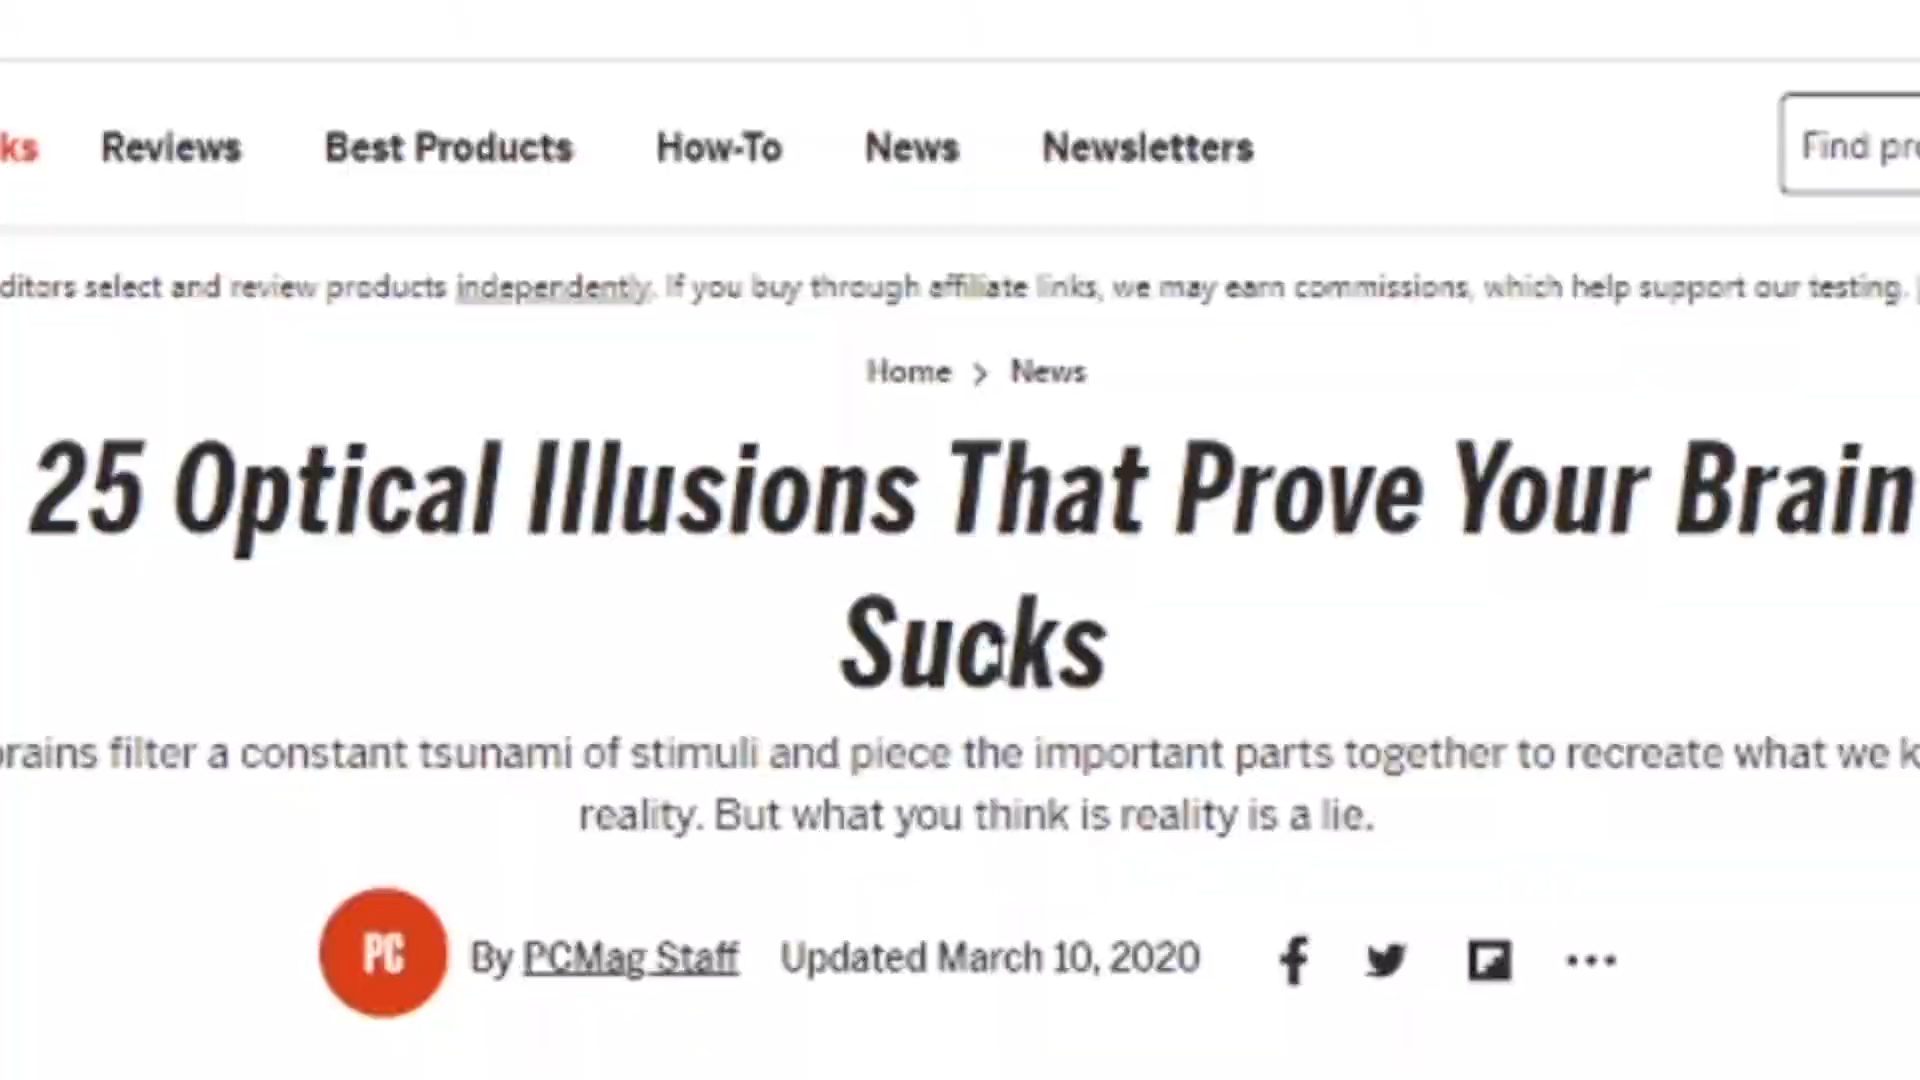 ks Reviews Best Products How-To News Newsletters Find pro
ditors select and review products independently. If you buy through affiliate links, we may earn commissions, which help support our testing.
Home > News
25 Optical Illusions That Prove Your Brain
Sucks
brains filter a constant tsunami of stimuli and piece the important parts together to recreate what we k
reality. But what you think is reality is a lie.
PC By PCMag Staff Updated March 10, 2020